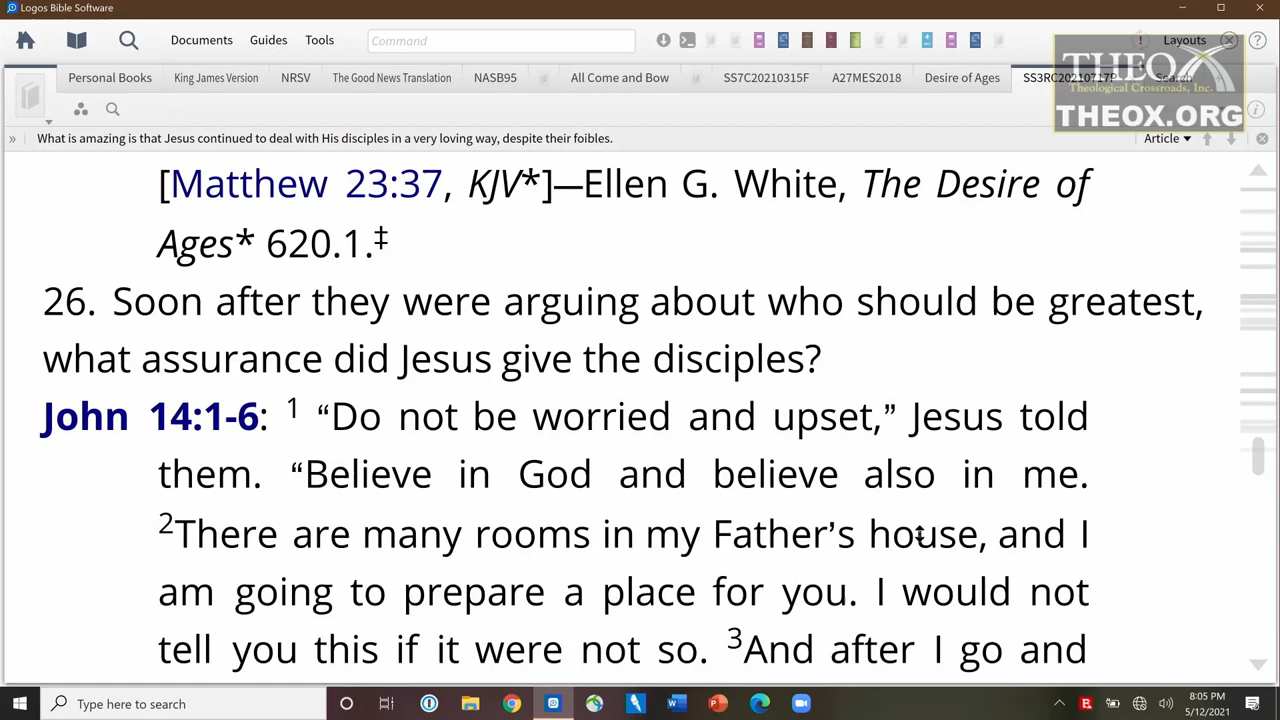 Logos Bible Software
Documents Guides Tools Command Layouts
Personal Books King James Version NRSV The Good News Translation NASB95 All Come and Bow SS7C20210315F A27MES2018 Desire of Ages SS3RC20210717P Search
THEOX
Theological Crossroads, Inc.
THEOX.ORG
» What is amazing is that Jesus continued to deal with His disciples in a very loving way, despite their foibles. Article
[Matthew 23:37, KJV*]—Ellen G. White, The Desire of
Ages* 620.1.‡
26. Soon after they were arguing about who should be greatest,
what assurance did Jesus give the disciples?
John 14:1-6: 1 “Do not be worried and upset,” Jesus told
them. “Believe in God and believe also in me.
2There are many rooms in my Father’s house, and I
am going to prepare a place for you. I would not
tell you this if it were not so. 3And after I go and
Type here to search
8:05 PM
5/12/2021